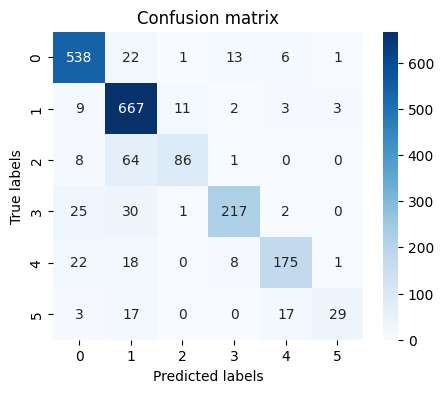 Confusion matrix
True labels
0 538 22 1 13 6 1
1 9 667 11 2 3 3
2 8 64 86 1 0 0
3 25 30 1 217 2 0
4 22 18 0 8 175 1
5 3 17 0 0 17 29
0 1 2 3 4 5
Predicted labels
600
500
400
300
200
100
0